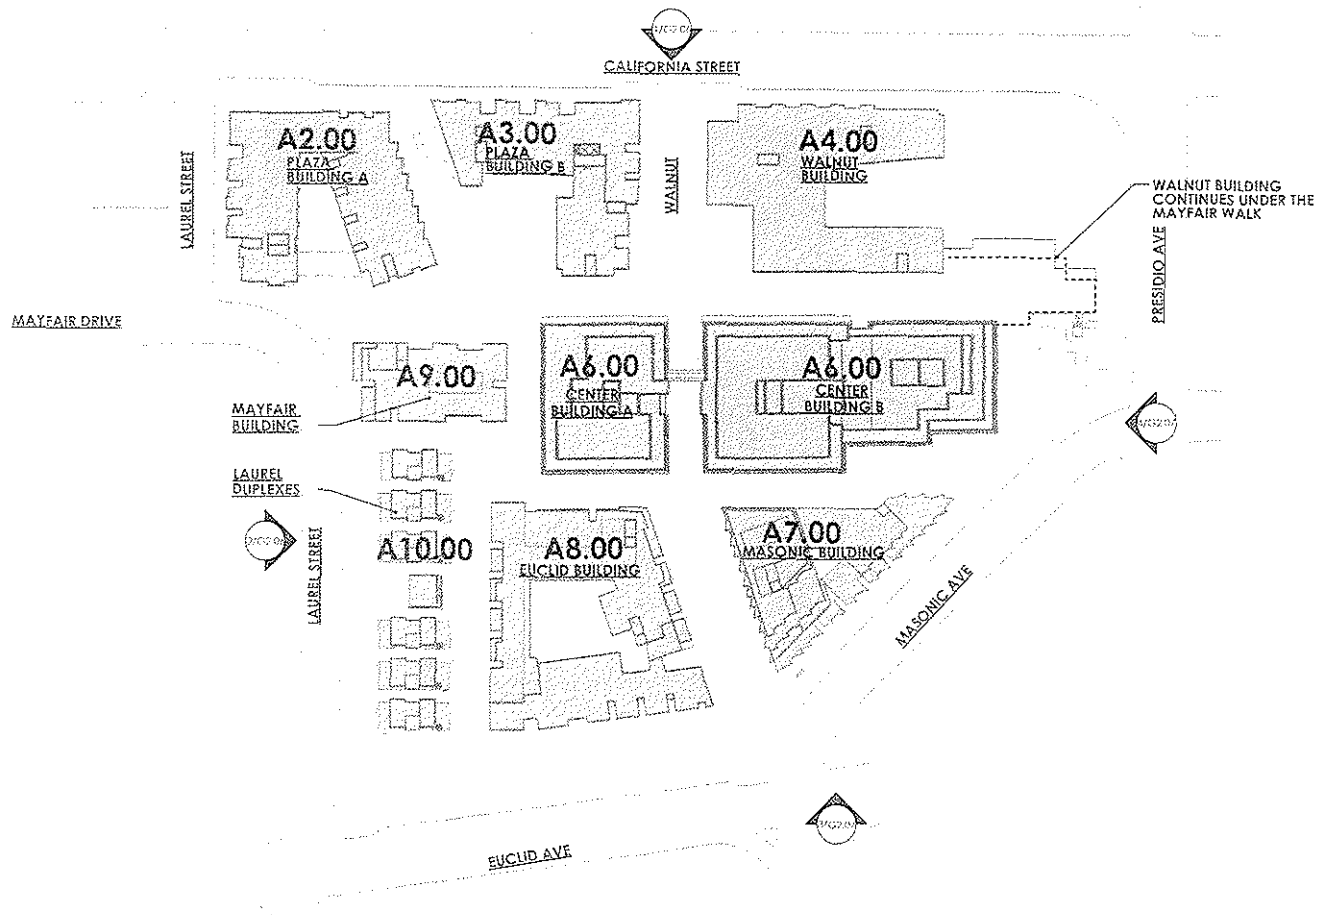 CALIFORNIA STREET
A2.00
PLAZA
BUILDING A
A3.00
PLAZA
BUILDING B
A4.00
WALNUT
BUILDING
LAUREL STREET
WALNUT
WALNUT BUILDING
CONTINUES UNDER THE
MAYFAIR WALK
PRESIDIO AVE
MAYFAIR DRIVE
A9.00
MAYFAIR
BUILDING
A6.00
CENTER
BUILDING A
A6.00
CENTER
BUILDING B
LAUREL
DUPLEXES
A10.00
LAUREL STREET
A8.00
EUCLID BUILDING
A7.00
MASONIC BUILDING
MASONIC AVE
EUCLID AVE